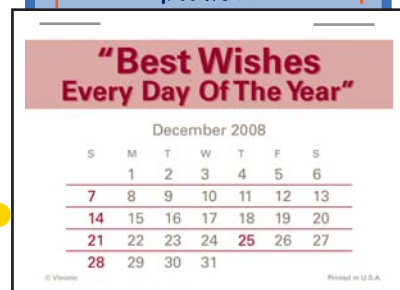 “Best Wishes
Every Day Of The Year”
December 2008
S M T W T F S
1 2 3 4 5 6
7 8 9 10 11 12 13
14 15 16 17 18 19 20
21 22 23 24 25 26 27
28 29 30 31
Printed in U.S.A.